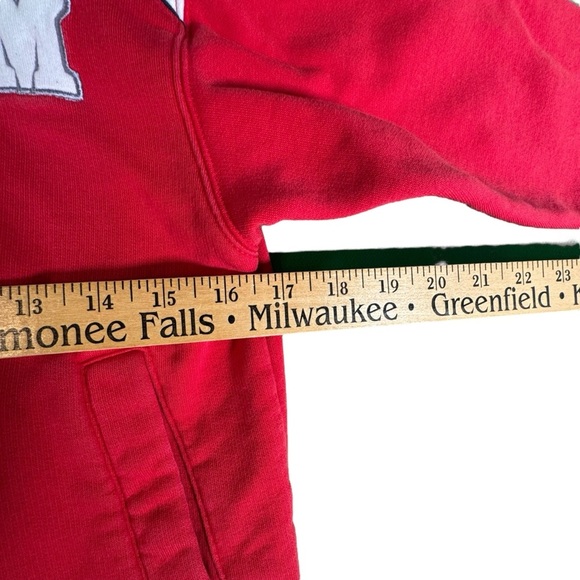 M
13 14 15 16 17 18 19 20 21 22 23
monee Falls • Milwaukee • Greenfield • K